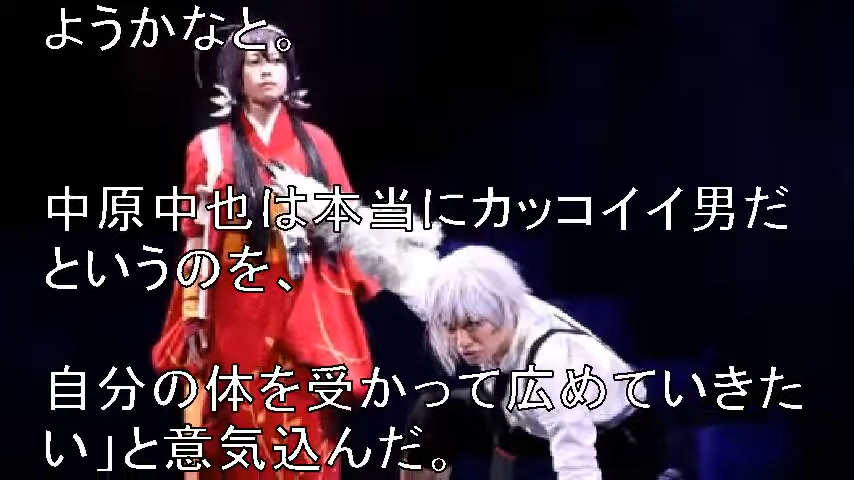 ようかなと。
中原中也は本当にカッコイイ男だ
というのを、
自分の体を受かって広めていきた
い」と意気込んだ。